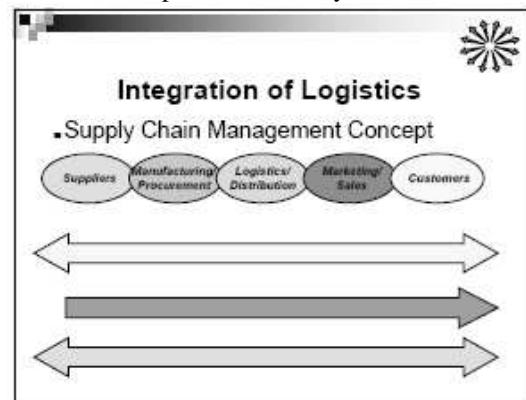 Integration of Logistics
Supply Chain Management Concept
Suppliers
Manufacturing/
Procurement
Logistics/
Distribution
Marketing/
Sales
Customers